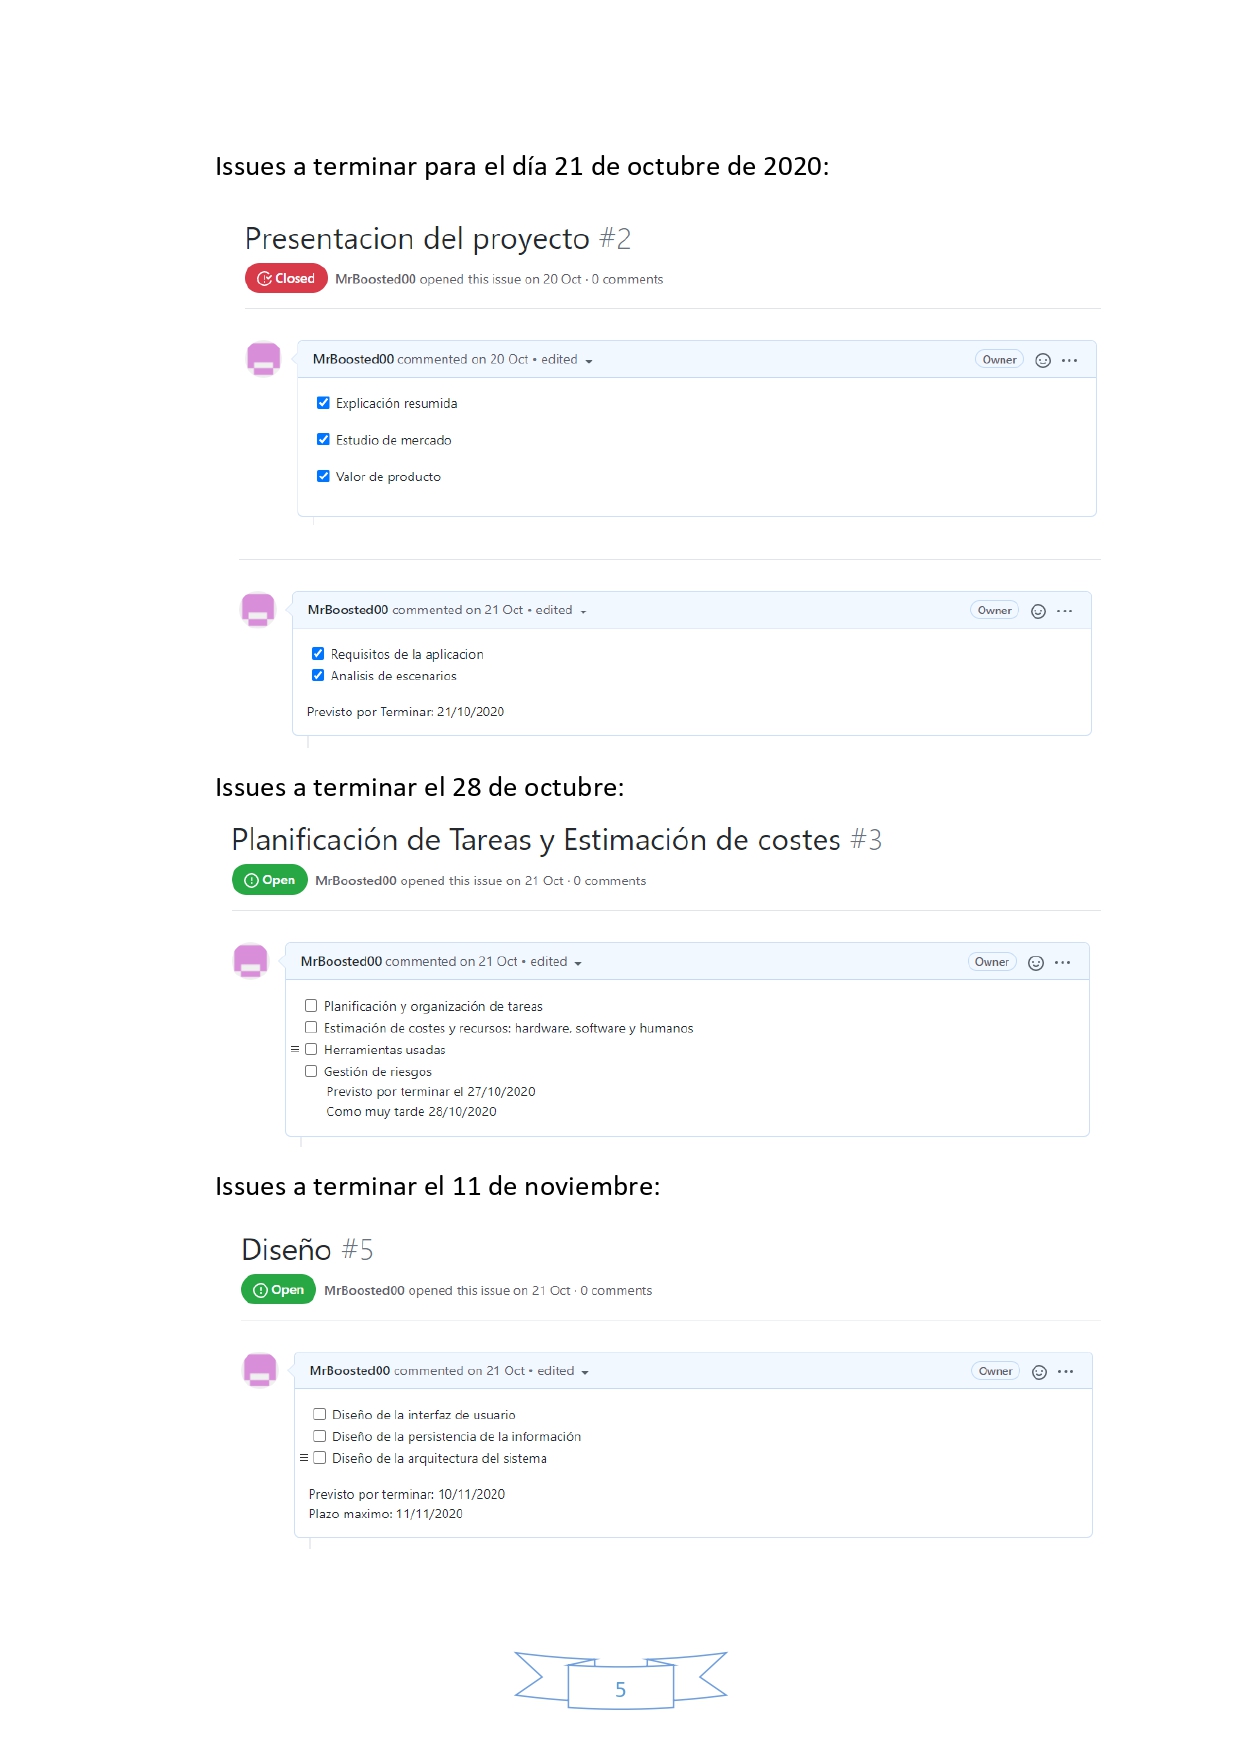 Issues a terminar para el día 21 de octubre de 2020:
Presentacion del proyecto #2
Closed MrBoosted00 opened this issue on 20 Oct · 0 comments
MrBoosted00 commented on 20 Oct • edited Owner
Explicación resumida
Estudio de mercado
Valor de producto
MrBoosted00 commented on 21 Oct • edited Owner
Requisitos de la aplicacion
Analisis de escenarios
Previsto por Terminar: 21/10/2020
Issues a terminar el 28 de octubre:
Planificación de Tareas y Estimación de costes #3
Open MrBoosted00 opened this issue on 21 Oct · 0 comments
MrBoosted00 commented on 21 Oct • edited Owner
Planificación y organización de tareas
Estimación de costes y recursos: hardware, software y humanos
Herramientas usadas
Gestión de riesgos
Previsto por terminar el 27/10/2020
Como muy tarde 28/10/2020
Issues a terminar el 11 de noviembre:
Diseño #5
Open MrBoosted00 opened this issue on 21 Oct · 0 comments
MrBoosted00 commented on 21 Oct • edited Owner
Diseño de la interfaz de usuario
Diseño de la persistencia de la información
Diseño de la arquitectura del sistema
Previsto por terminar: 10/11/2020
Plazo maximo: 11/11/2020
5